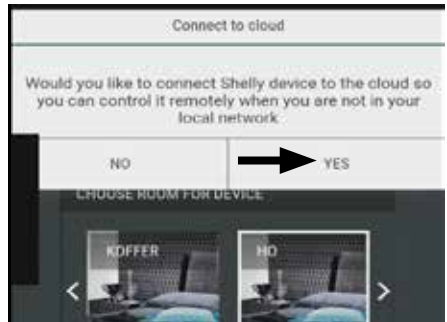 Connect to cloud
Would you like to connect Shelly device to the cloud so
you can control it remotely when you are not in your
local network
NO
YES
CHOOSE ROOM FOR DEVICE
KOFFER
HO